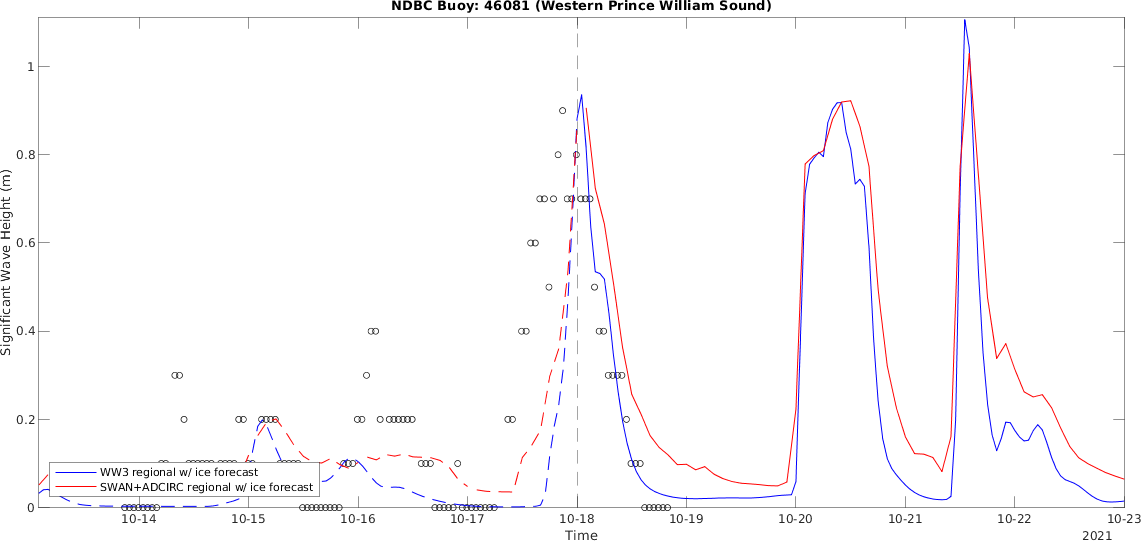 NDBC Buoy: 46081 (Western Prince William Sound)
Significant Wave Height (m)
1
0.8
0.6
0.4
0.2
0
WW3 regional w/ ice forecast
SWAN+ADCIRC regional w/ ice forecast
10-14 10-15 10-16 10-17 10-18 10-19 10-20 10-21 10-22 10-23
Time
2021